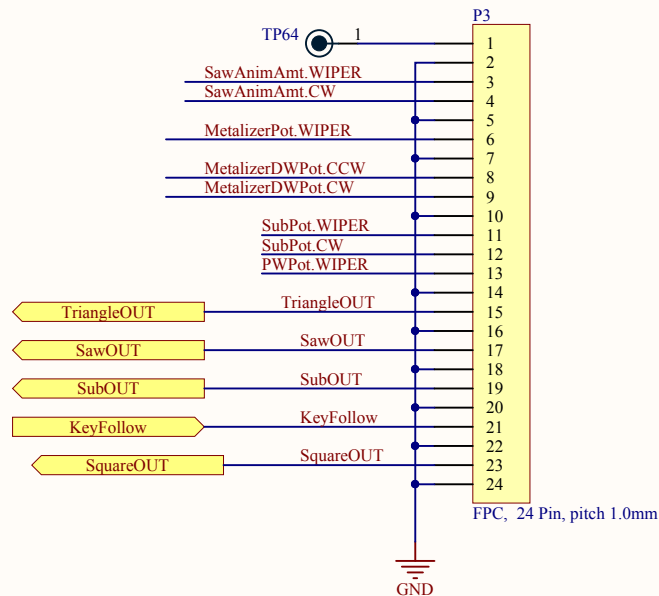 P3
TP64 1 1
2
SawAnimAmt.WIPER 3
SawAnimAmt.CW 4
5
MetalizerPot.WIPER 6
7
MetalizerDWPot.CCW 8
MetalizerDWPot.CW 9
10
SubPot.WIPER 11
SubPot.CW 12
PWPot.WIPER 13
14
TriangleOUT TriangleOUT 15
16
SawOUT SawOUT 17
18
SubOUT SubOUT 19
20
KeyFollow KeyFollow 21
22
SquareOUT SquareOUT 23
24
FPC, 24 Pin, pitch 1.0mm
GND